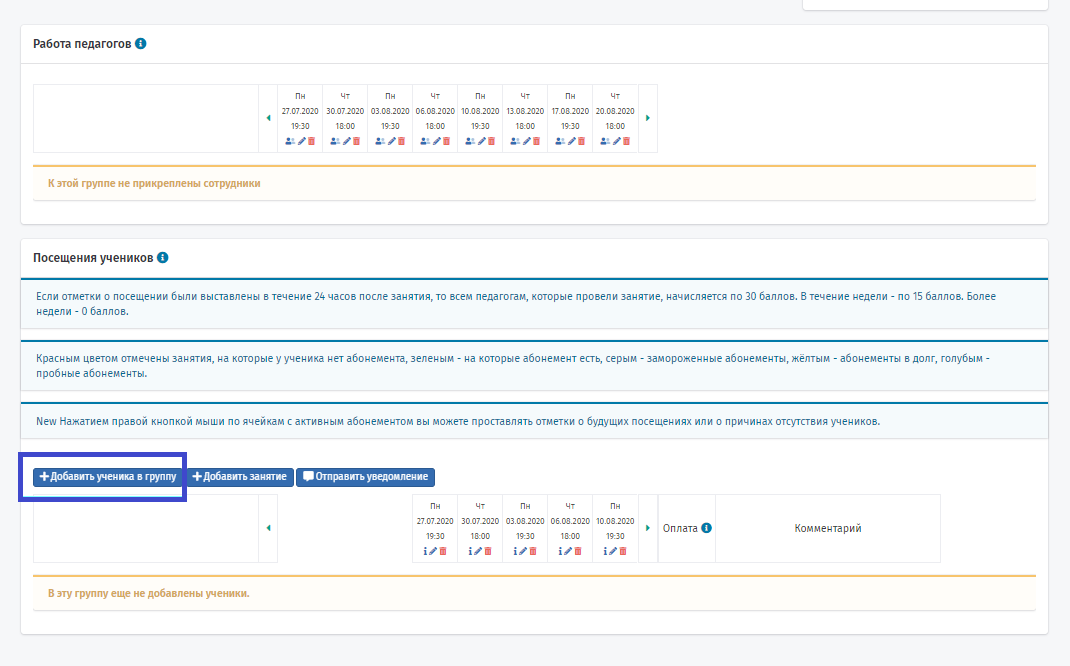 Работа педагогов
Пн Чт Пн Чт Пн Чт Пн Чт
27.07.2020 30.07.2020 03.08.2020 06.08.2020 10.08.2020 13.08.2020 17.08.2020 20.08.2020
19:30 18:00 19:30 18:00 19:30 18:00 19:30 18:00
К этой группе не прикреплены сотрудники
Посещения учеников
Если отметки о посещении были выставлены в течение 24 часов после занятия, то всем педагогам, которые провели занятие, начисляется по 30 баллов. В течение недели - по 15 баллов. Более
недели - 0 баллов.
Красным цветом отмечены занятия, на которые у ученика нет абонемента, зеленым - на которые абонемент есть, серым - замороженные абонементы, жёлтым - абонементы в долг, голубым -
пробные абонементы.
New Нажатием правой кнопкой мыши по ячейкам с активным абонементом вы можете проставлять отметки о будущих посещениях или о причинах отсутствия учеников.
Добавить ученика в группу Добавить занятие Отправить уведомление
Пн Чт Пн Чт Пн
27.07.2020 30.07.2020 03.08.2020 06.08.2020 10.08.2020
19:30 18:00 19:30 18:00 19:30
Оплата Комментарий
В эту группу еще не добавлены ученики.